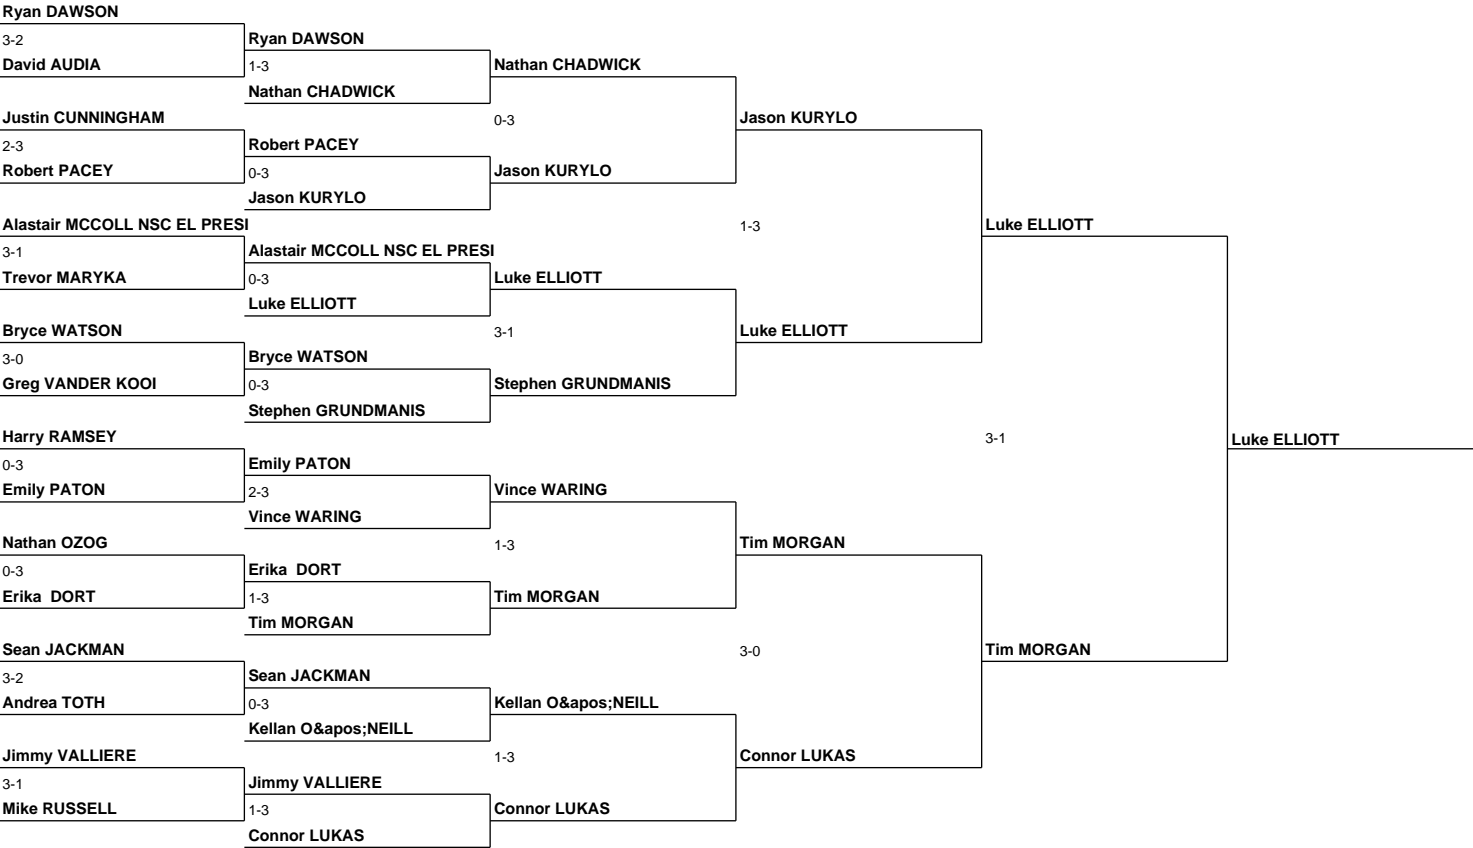 Ryan DAWSON
3-2
David AUDIA
Ryan DAWSON
1-3
Nathan CHADWICK
Nathan CHADWICK
Justin CUNNINGHAM
2-3
Robert PACEY
Robert PACEY
0-3
Jason KURYLO
0-3
Jason KURYLO
Jason KURYLO
Alastair MCCOLL NSC EL PRESI
3-1
Trevor MARYKA
Alastair MCCOLL NSC EL PRESI
0-3
Luke ELLIOTT
Luke ELLIOTT
1-3
Luke ELLIOTT
Bryce WATSON
3-0
Greg VANDER KOOI
Bryce WATSON
0-3
Stephen GRUNDMANIS
3-1
Stephen GRUNDMANIS
Luke ELLIOTT
Harry RAMSEY
0-3
Emily PATON
Emily PATON
2-3
Vince WARING
Vince WARING
3-1
Luke ELLIOTT
Nathan OZOG
0-3
Erika  DORT
Erika  DORT
1-3
Tim MORGAN
1-3
Tim MORGAN
Tim MORGAN
Sean JACKMAN
3-2
Andrea TOTH
Sean JACKMAN
0-3
Kellan O&apos;NEILL
Kellan O&apos;NEILL
3-0
Tim MORGAN
Jimmy VALLIERE
3-1
Mike RUSSELL
Jimmy VALLIERE
1-3
Connor LUKAS
1-3
Connor LUKAS
Connor LUKAS